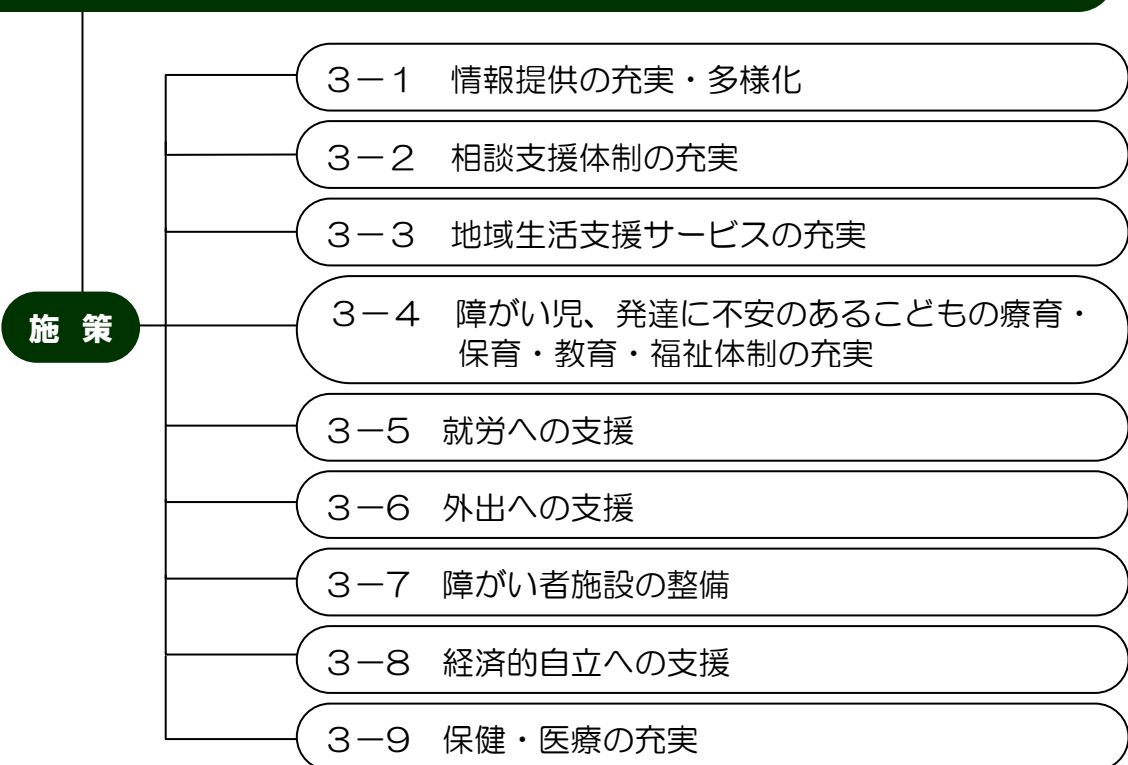 ３－１　情報提供の充実・多様化
３－２　相談支援体制の充実
３－３　地域生活支援サービスの充実
施 策
３－４　障がい児、発達に不安のあるこどもの療育・
保育・教育・福祉体制の充実
３－５　就労への支援
３－６　外出への支援
３－７　障がい者施設の整備
３－８　経済的自立への支援
３－９　保健・医療の充実